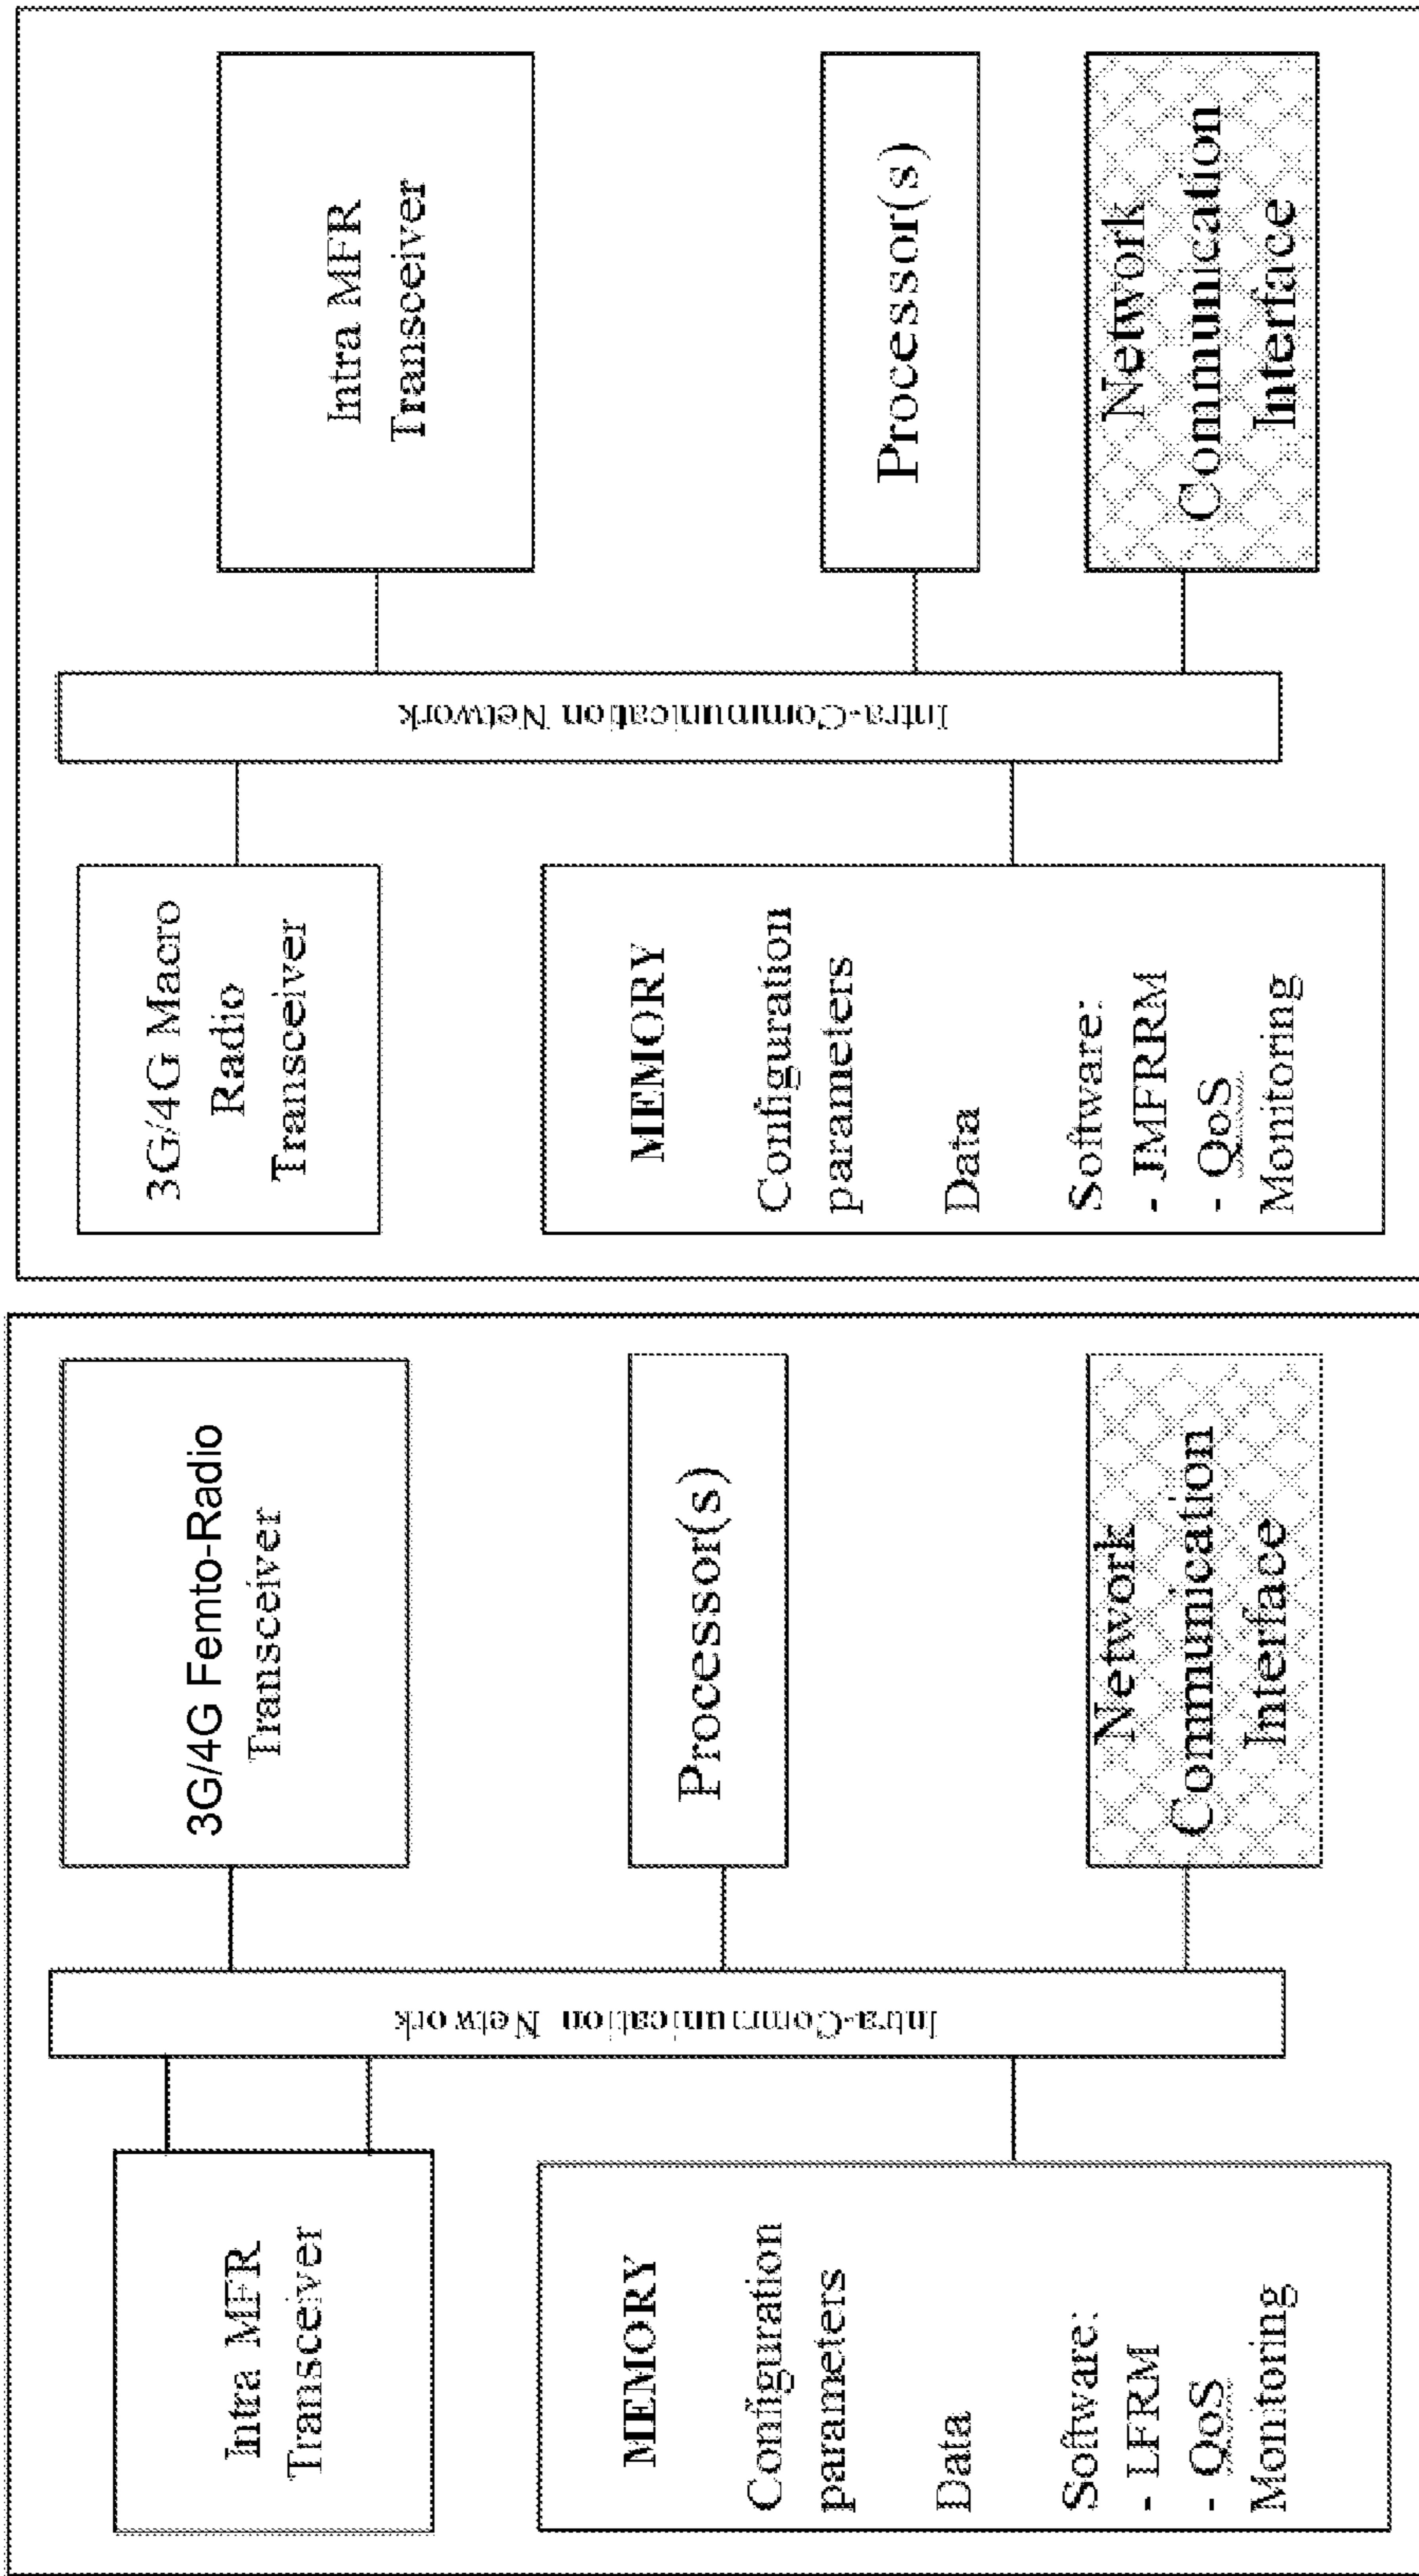 Intra MFR
Transceiver
MEMORY
Configuration
parameters
Data
Software:
- LFRM
- QoS
Monitoring
Intra-Communication Network
3G/4G Femto-Radio
Transceiver
Processor(s)
Network
Communication
Interface
3G/4G Macro
Radio
Transceiver
MEMORY
Configuration
parameters
Data
Software:
- JMFRRM
- QoS
Monitoring
Intra-Communication Network
Intra MFR
Transceiver
Processor(s)
Network
Communication
Interface